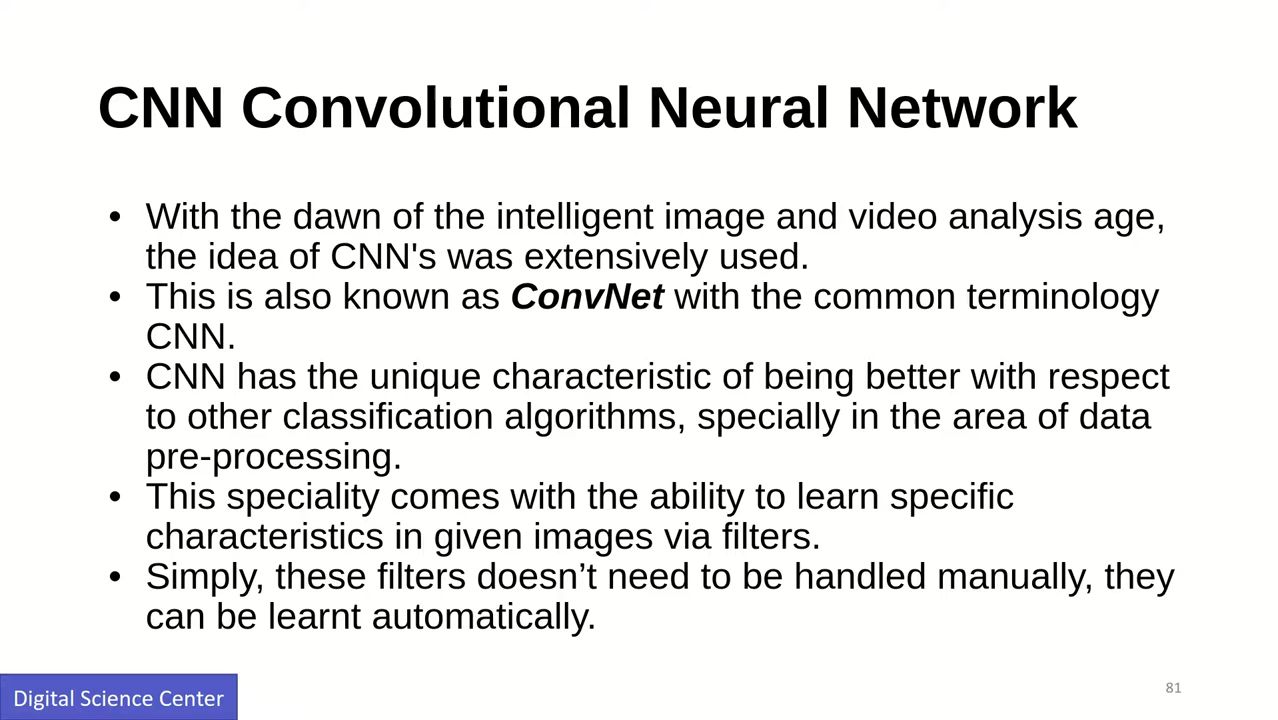 CNN Convolutional Neural Network
• With the dawn of the intelligent image and video analysis age,
the idea of CNN's was extensively used.
• This is also known as ConvNet with the common terminology
CNN.
• CNN has the unique characteristic of being better with respect
to other classification algorithms, specially in the area of data
pre-processing.
• This speciality comes with the ability to learn specific
characteristics in given images via filters.
• Simply, these filters doesn’t need to be handled manually, they
can be learnt automatically.
Digital Science Center
81